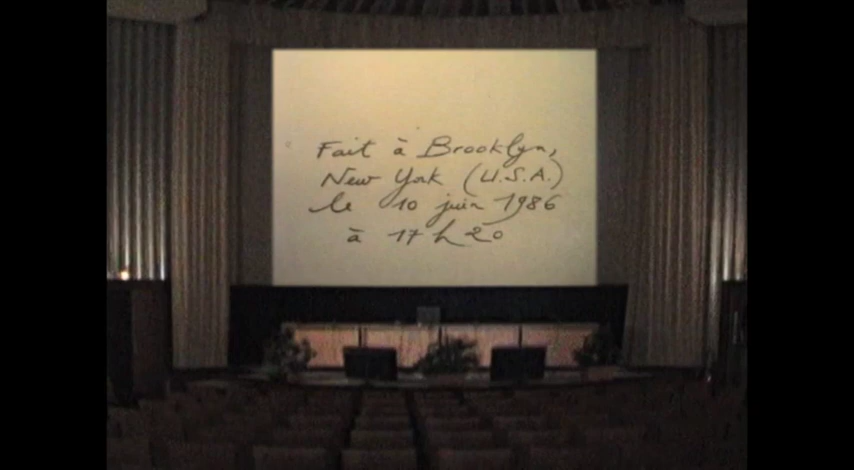 Fait à Brooklyn,
New York (U.S.A.)
le 10 juin 1986
à 17 h 20